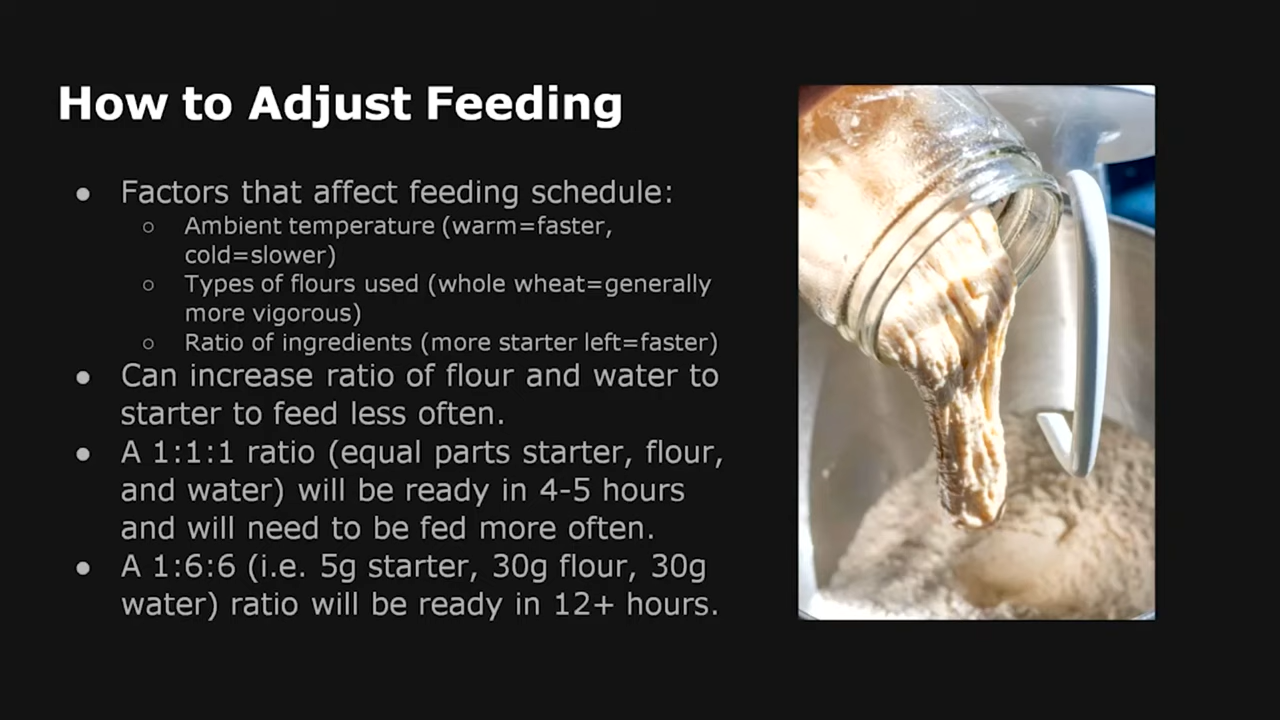 How to Adjust Feeding
● Factors that affect feeding schedule:
○ Ambient temperature (warm=faster,
cold=slower)
○ Types of flours used (whole wheat=generally
more vigorous)
○ Ratio of ingredients (more starter left=faster)
● Can increase ratio of flour and water to
starter to feed less often.
● A 1:1:1 ratio (equal parts starter, flour,
and water) will be ready in 4-5 hours
and will need to be fed more often.
● A 1:6:6 (i.e. 5g starter, 30g flour, 30g
water) ratio will be ready in 12+ hours.